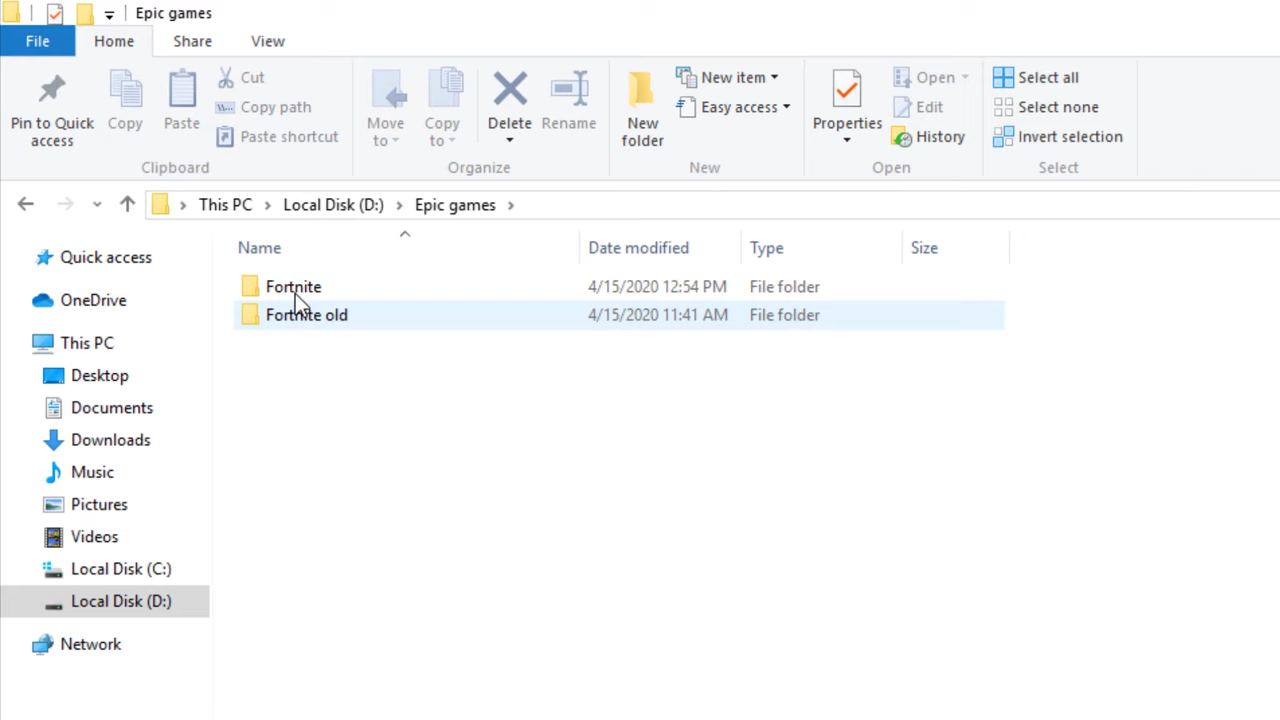 Epic games
File Home Share View
Pin to Quick access
Copy
Paste
Cut
Copy path
Paste shortcut
Clipboard
Move to
Copy to
Delete
Rename
Organize
New folder
New item
Easy access
New
Properties
Open
Edit
History
Open
Select all
Select none
Invert selection
Select
This PC > Local Disk (D:) > Epic games >
Name Date modified Type Size
Fortnite 4/15/2020 12:54 PM File folder
Fortnite old 4/15/2020 11:41 AM File folder
Quick access
OneDrive
This PC
Desktop
Documents
Downloads
Music
Pictures
Videos
Local Disk (C:)
Local Disk (D:)
Network